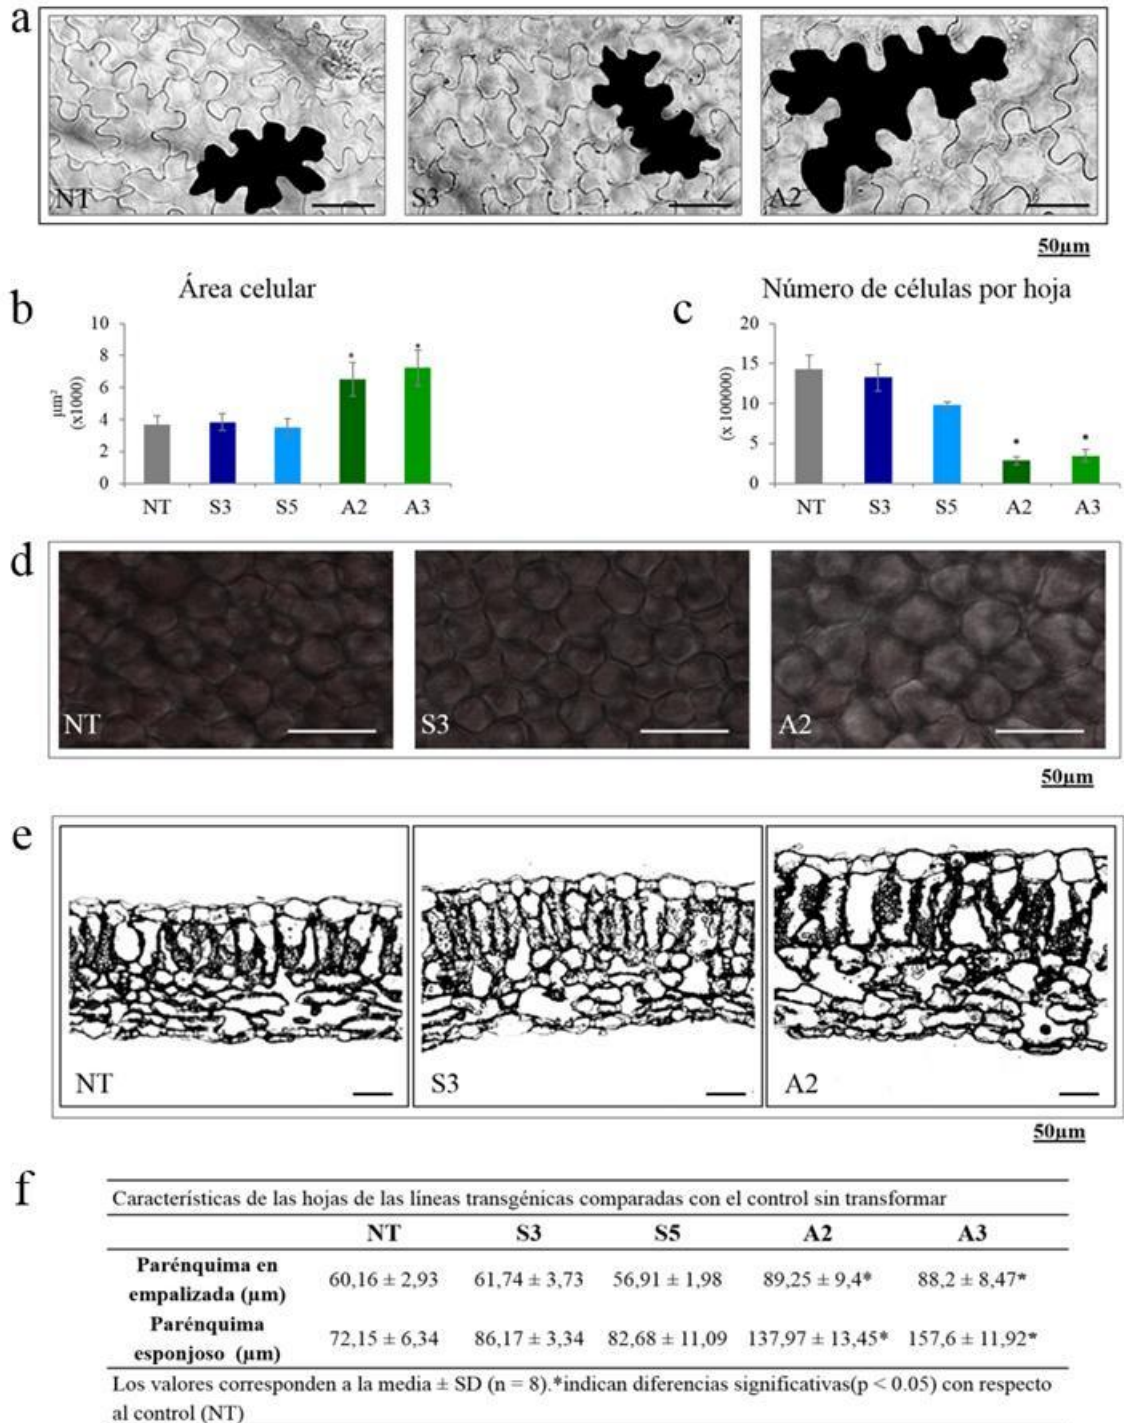 a
NT
S3
A2
50µm
b
Área celular
µm²
(x1000)
10
8
6
4
2
0
*
*
NT S3 S5 A2 A3
c
Número de células por hoja
(x 100000)
20
15
10
5
0
*
*
NT S3 S5 A2 A3
d
NT
S3
A2
50µm
e
NT
S3
A2
50µm
f
Características de las hojas de las líneas transgénicas comparadas con el control sin transformar
NT S3 S5 A2 A3
Parénquima en
empalizada (µm)
60,16 ± 2,93 61,74 ± 3,73 56,91 ± 1,98 89,25 ± 9,4* 88,2 ± 8,47*
Parénquima
esponjoso (µm)
72,15 ± 6,34 86,17 ± 3,34 82,68 ± 11,09 137,97 ± 13,45* 157,6 ± 11,92*
Los valores corresponden a la media ± SD (n = 8).*indican diferencias significativas(p < 0.05) con respecto
al control (NT)